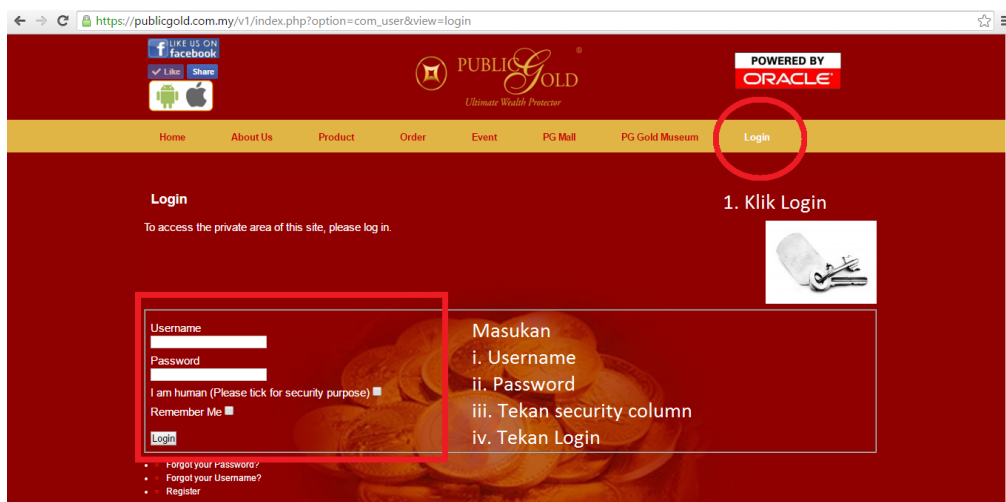 https://publicgold.com.my/v1/index.php?option=com_user&view=login
LIKE US ON
facebook
Like Share
PUBLIC GOLD
Ultimate Wealth Protector
®
POWERED BY
ORACLE
Home About Us Product Order Event PG Mall PG Gold Museum Login
Login
1. Klik Login
To access the private area of this site, please log in.
Username
Password
I am human (Please tick for security purpose)
Remember Me
Login
Masukan
i. Username
ii. Password
iii. Tekan security column
iv. Tekan Login
Forgot your Password?
Forgot your Username?
Register